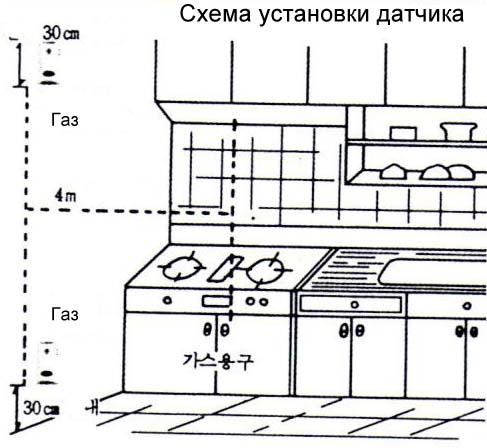 Схема установки датчика
30cm
Газ
4m
Газ
가스용구
30cm